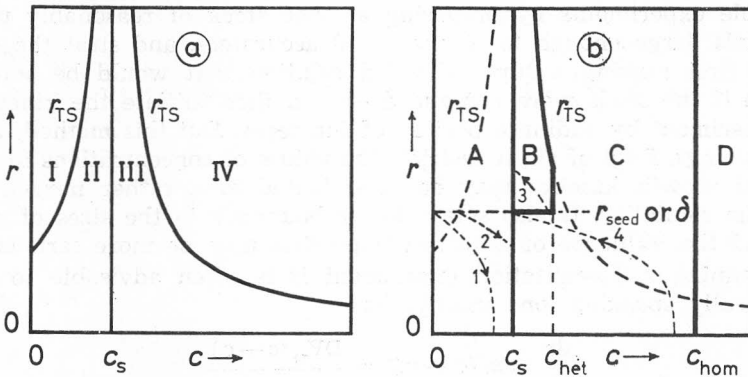 ⓐ
r_TS r_TS
I II III IV
↑ r
0
0 c_s c →
ⓑ
r_TS r_TS
A B C D
3
r_seed or δ
4
1 2
↑ r
0
0 c_s c_het c → c_hom